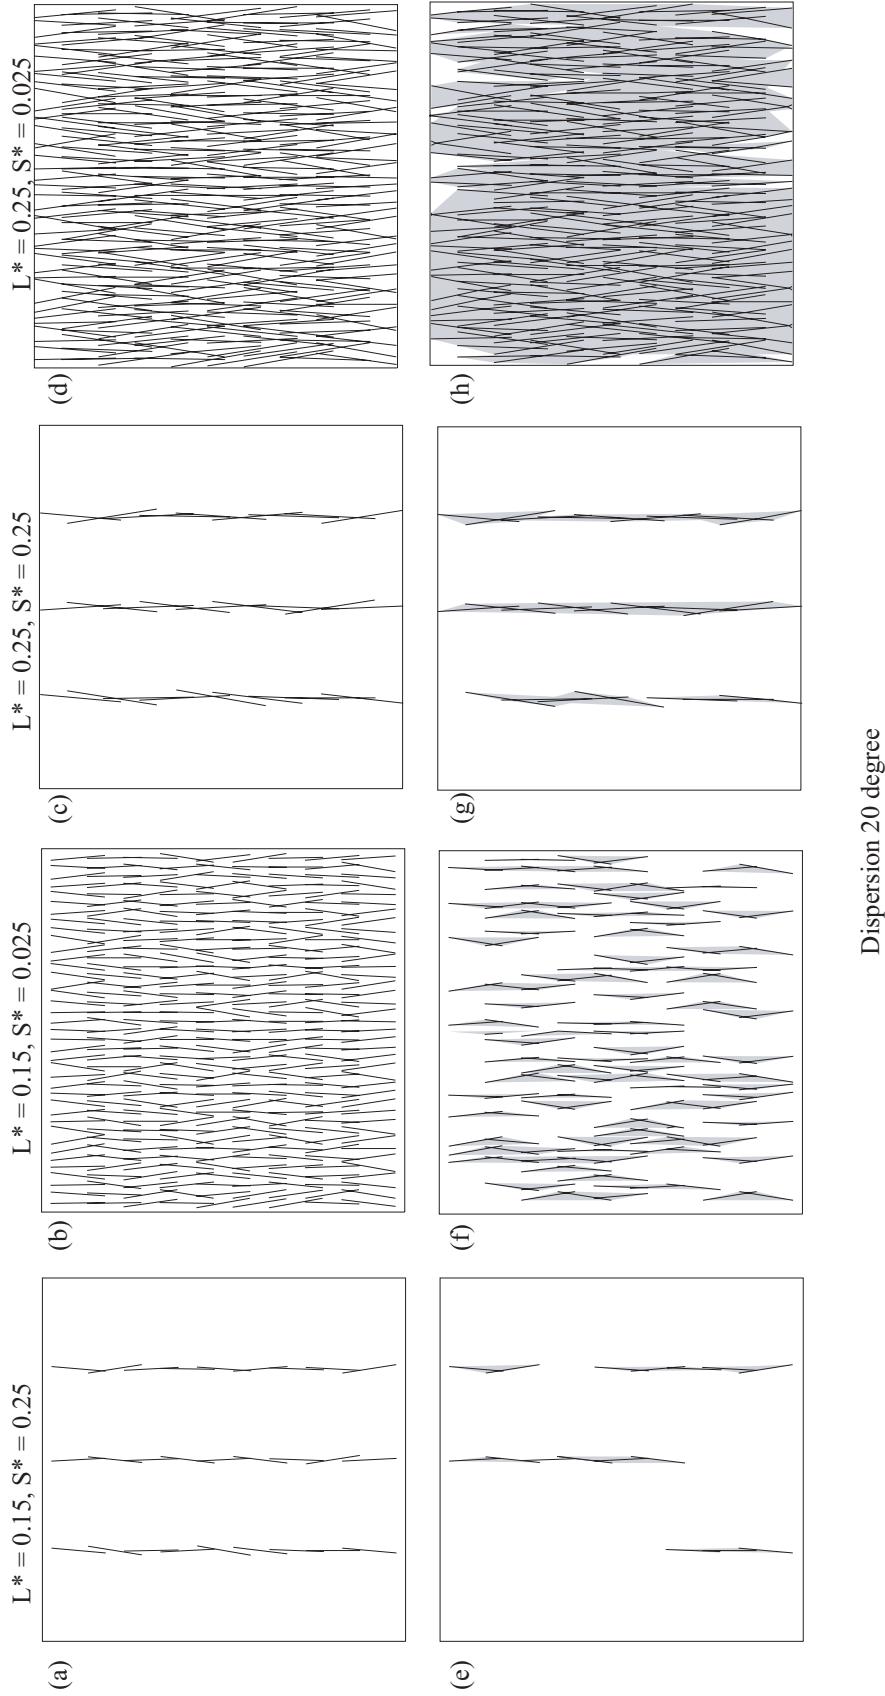 L* = 0.15, S* = 0.25
L* = 0.15, S* = 0.025
L* = 0.25, S* = 0.25
L* = 0.25, S* = 0.025
(a)
(b)
(c)
(d)
(e)
(f)
(g)
(h)
Dispersion 20 degree